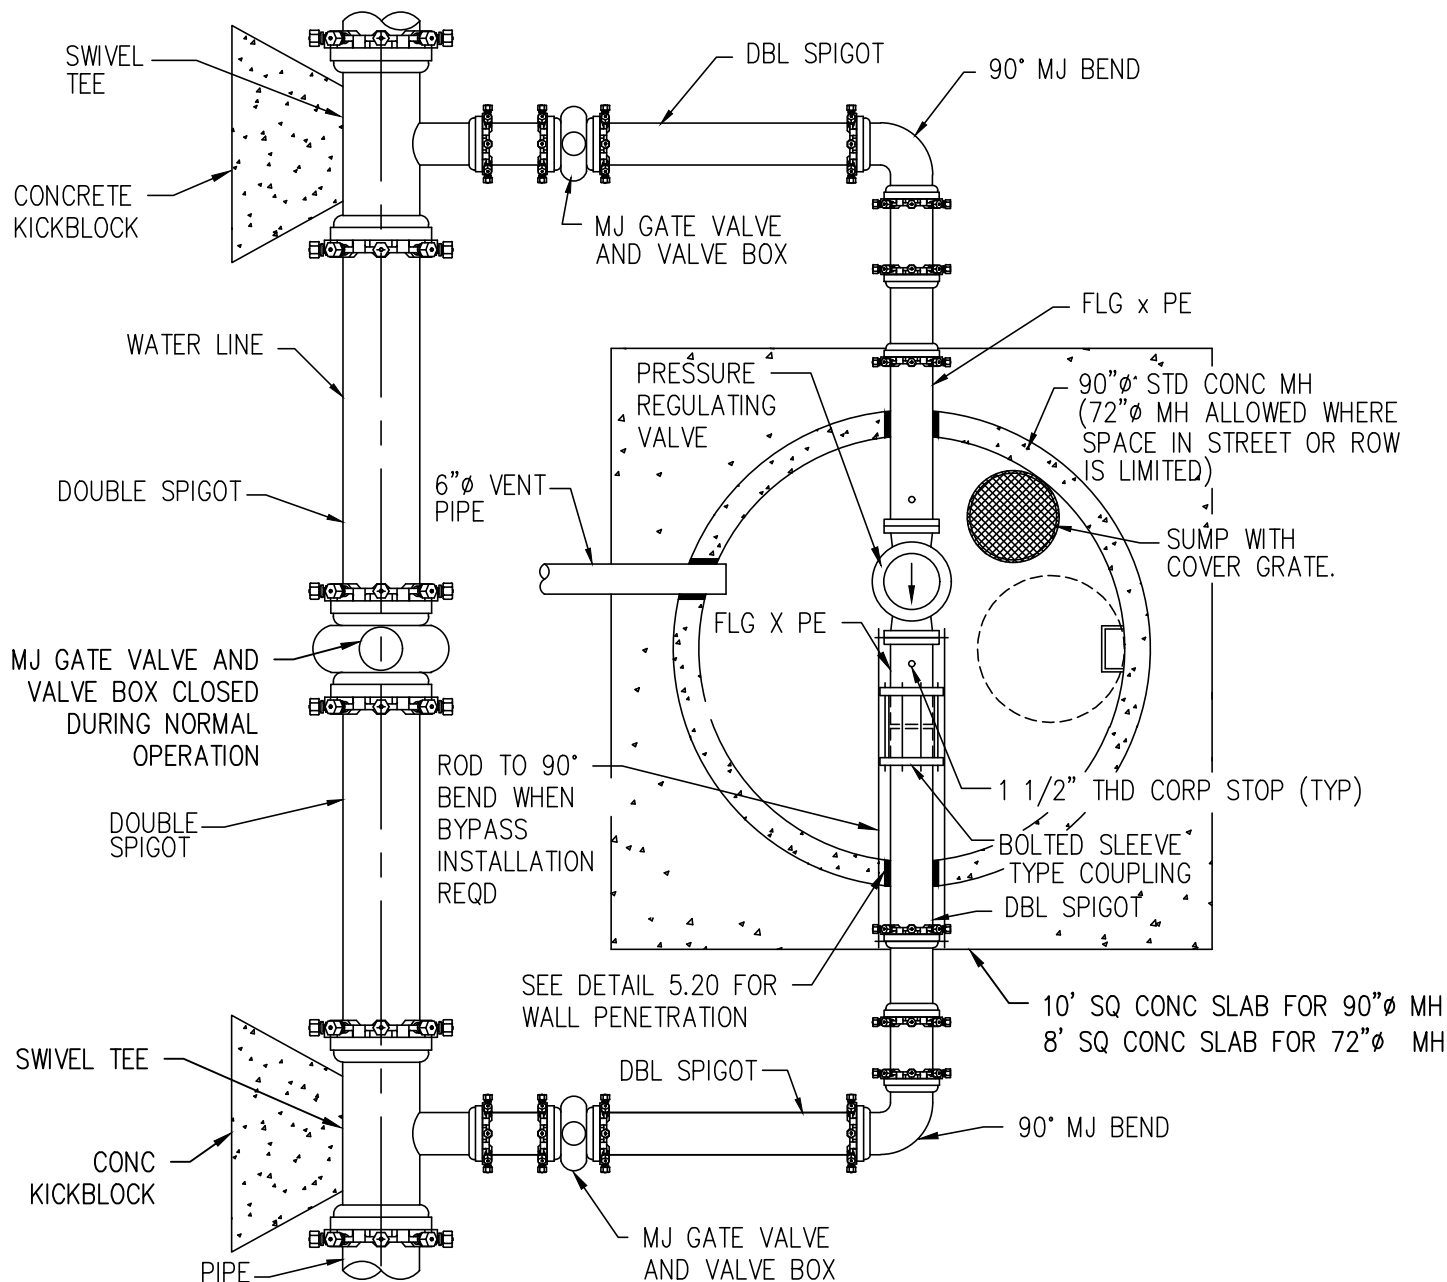 SWIVEL
TEE
DBL SPIGOT
90° MJ BEND
CONCRETE
KICKBLOCK
MJ GATE VALVE
AND VALVE BOX
FLG x PE
WATER LINE
PRESSURE
REGULATING
VALVE
90"ø STD CONC MH
(72"ø MH ALLOWED WHERE
SPACE IN STREET OR ROW
IS LIMITED)
DOUBLE SPIGOT
6"ø VENT
PIPE
SUMP WITH
COVER GRATE.
FLG X PE
MJ GATE VALVE AND
VALVE BOX CLOSED
DURING NORMAL
OPERATION
ROD TO 90°
BEND WHEN
BYPASS
INSTALLATION
REQD
1 1/2" THD CORP STOP (TYP)
DOUBLE
SPIGOT
BOLTED SLEEVE
TYPE COUPLING
DBL SPIGOT
SEE DETAIL 5.20 FOR
WALL PENETRATION
10' SQ CONC SLAB FOR 90"ø MH
8' SQ CONC SLAB FOR 72"ø MH
SWIVEL TEE
DBL SPIGOT
90° MJ BEND
CONC
KICKBLOCK
MJ GATE VALVE
AND VALVE BOX
PIPE